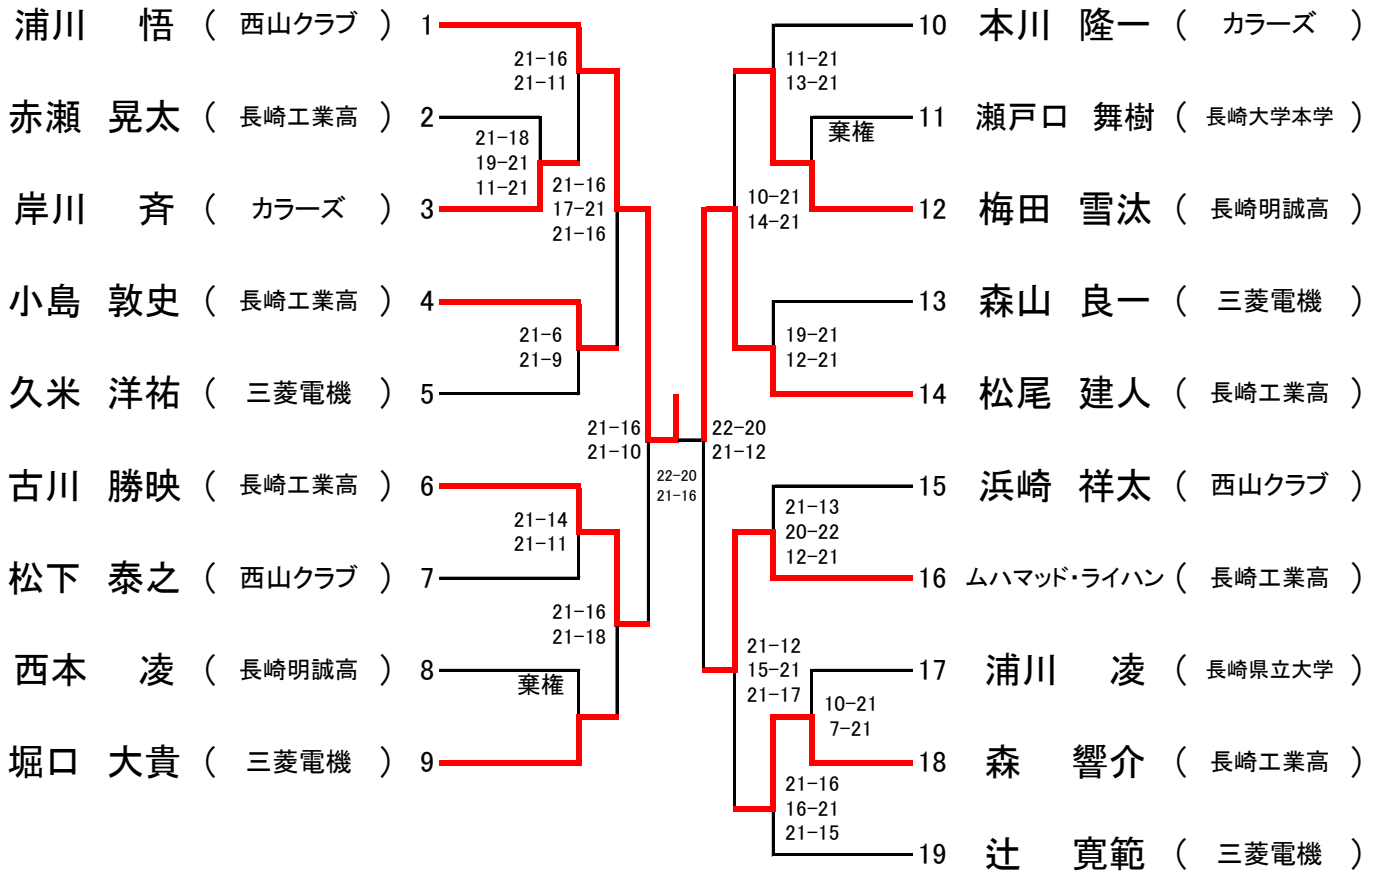 浦川 悟 ( 西山クラブ ) 1
赤瀬 晃太 ( 長崎工業高 ) 2
岸川 斉 ( カラーズ ) 3
小島 敦史 ( 長崎工業高 ) 4
久米 洋祐 ( 三菱電機 ) 5
古川 勝映 ( 長崎工業高 ) 6
松下 泰之 ( 西山クラブ ) 7
西本 凌 ( 長崎明誠高 ) 8
堀口 大貴 ( 三菱電機 ) 9
21-16
21-11
21-18
19-21
11-21
21-16
17-21
21-16
21-6
21-9
21-16
21-10
21-14
21-11
21-16
21-18
棄権
22-20
21-16
10 本川 隆一 ( カラーズ )
11 瀬戸口 舞樹 ( 長崎大学本学 )
12 梅田 雪汰 ( 長崎明誠高 )
13 森山 良一 ( 三菱電機 )
14 松尾 建人 ( 長崎工業高 )
15 浜崎 祥太 ( 西山クラブ )
16 ムハマッド・ライハン ( 長崎工業高 )
17 浦川 凌 ( 長崎県立大学 )
18 森 響介 ( 長崎工業高 )
19 辻 寛範 ( 三菱電機 )
11-21
13-21
棄権
10-21
14-21
19-21
12-21
22-20
21-12
21-13
20-22
12-21
21-12
15-21
21-17
10-21
7-21
21-16
16-21
21-15